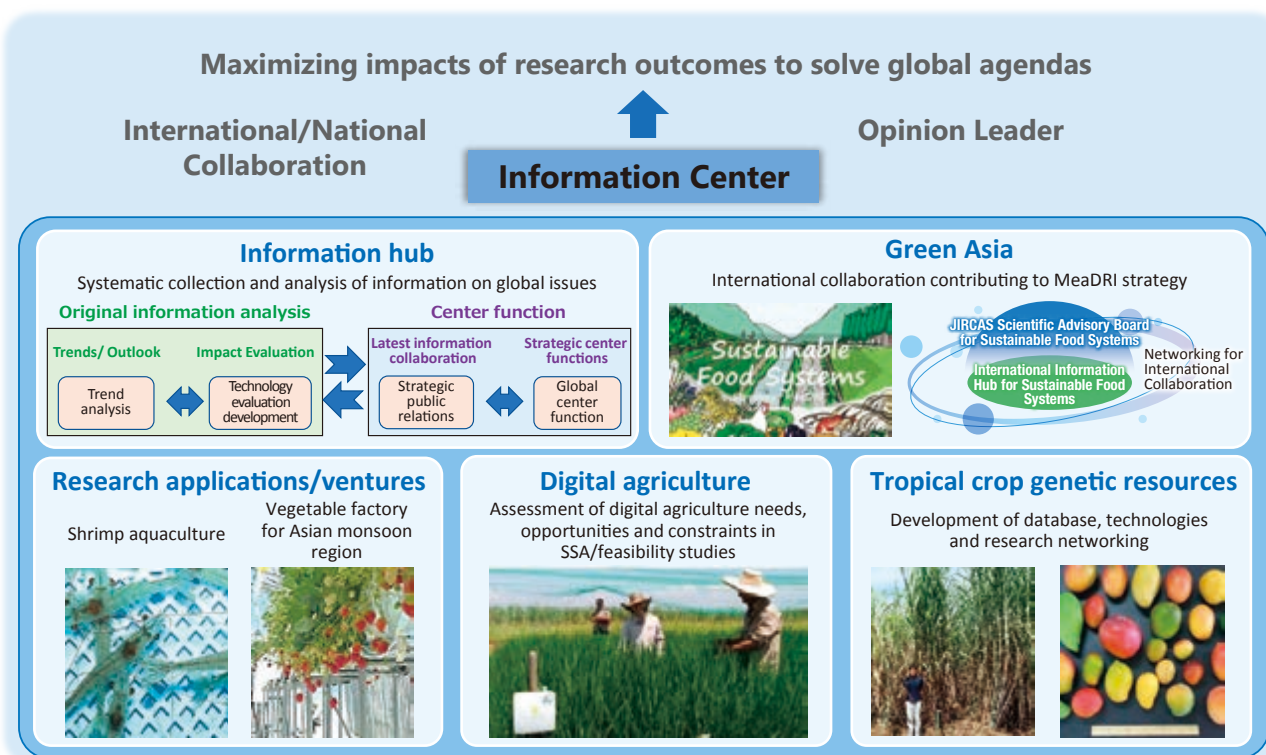 Maximizing impacts of research outcomes to solve global agendas
International/National
Collaboration
Opinion Leader
Information Center
Information hub
Systematic collection and analysis of information on global issues
Original information analysis
Center function
Trends/ Outlook
Impact Evaluation
Latest information
collaboration
Strategic center
functions
Trend
analysis
Technology
evaluation
development
Strategic
public
relations
Global
center
function
Green Asia
International collaboration contributing to MeaDRI strategy
Sustainable
Food Systems
JIRCAS Scientific Advisory Board
for Sustainable Food Systems
International Information
Hub for Sustainable Food
Systems
Networking for
International
Collaboration
Research applications/ventures
Shrimp aquaculture
Vegetable factory
for Asian monsoon
region
Digital agriculture
Assessment of digital agriculture needs,
opportunities and constraints in
SSA/feasibility studies
Tropical crop genetic resources
Development of database, technologies
and research networking